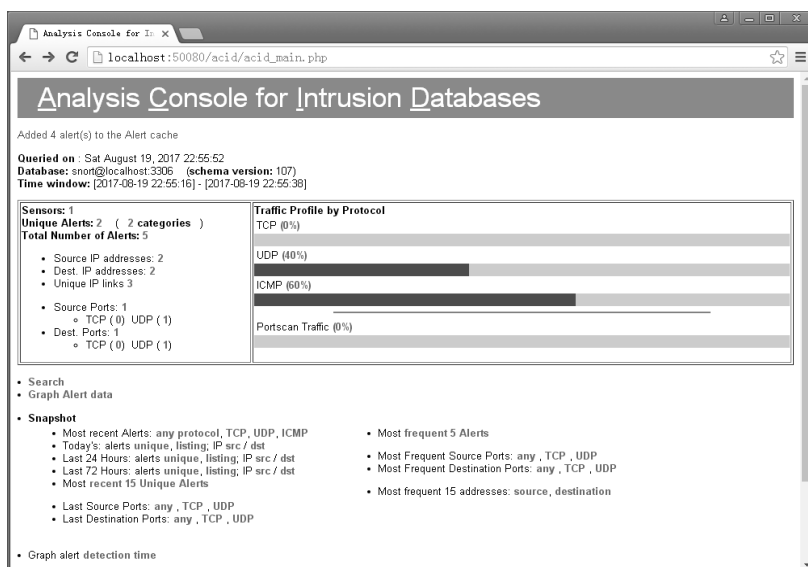 Analysis Console for In
localhost:50080/acid/acid_main.php
Analysis Console for Intrusion Databases
Added 4 alert(s) to the Alert cache
Queried on : Sat August 19, 2017 22:55:52
Database: snort@localhost:3306 (schema version: 107)
Time window: [2017-08-19 22:55:16] - [2017-08-19 22:55:38]
Sensors: 1
Unique Alerts: 2 ( 2 categories )
Total Number of Alerts: 5
• Source IP addresses: 2
• Dest. IP addresses: 2
• Unique IP links 3
• Source Ports: 1
○ TCP ( 0) UDP ( 1)
• Dest. Ports: 1
○ TCP ( 0) UDP ( 1)
Traffic Profile by Protocol
TCP (0%)
UDP (40%)
ICMP (60%)
Portscan Traffic (0%)
• Search
• Graph Alert data
• Snapshot
• Most recent Alerts: any protocol, TCP, UDP, ICMP
• Today's: alerts unique, listing; IP src / dst
• Last 24 Hours: alerts unique, listing; IP src / dst
• Last 72 Hours: alerts unique, listing; IP src / dst
• Most recent 15 Unique Alerts
• Last Source Ports: any , TCP , UDP
• Last Destination Ports: any , TCP , UDP
• Most frequent 5 Alerts
• Most Frequent Source Ports: any , TCP , UDP
• Most Frequent Destination Ports: any , TCP , UDP
• Most frequent 15 addresses: source, destination
• Graph alert detection time